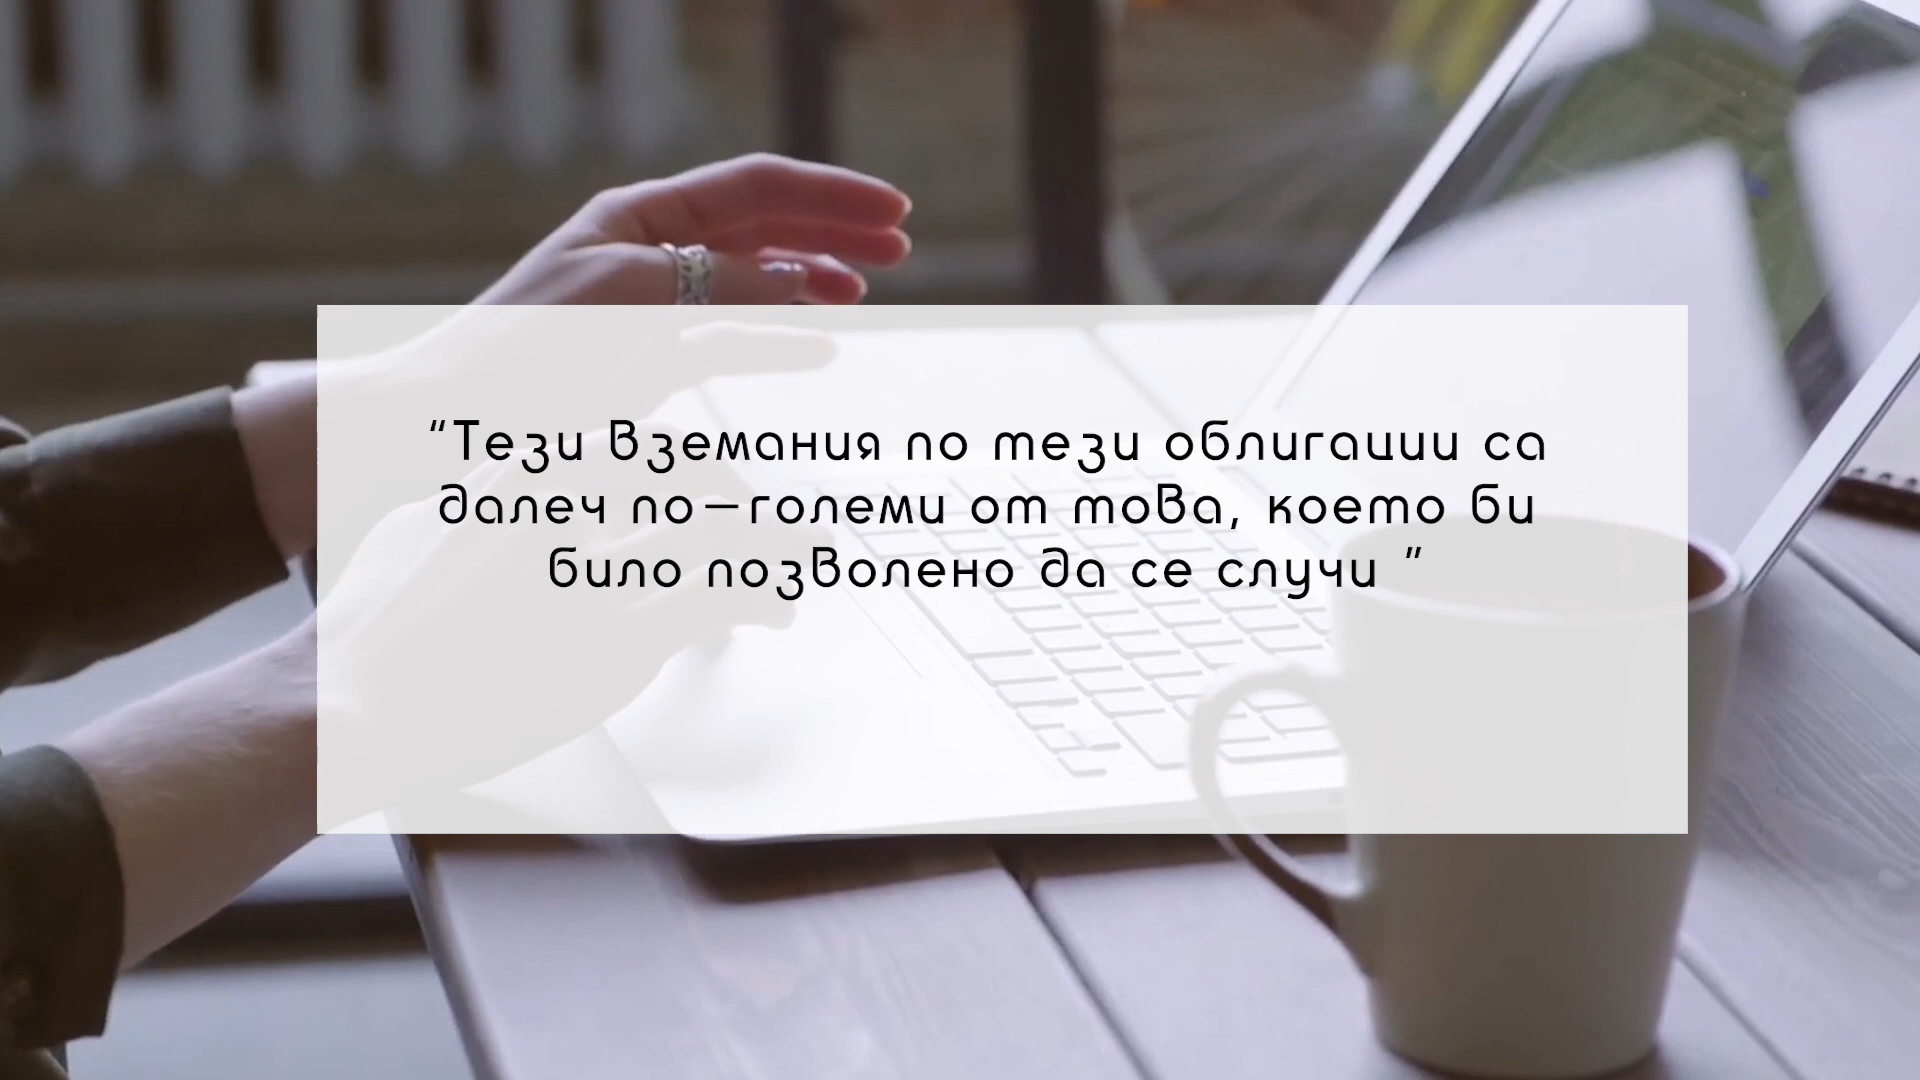 “Тези вземания по тези облигации са
далеч по–големи от това, което би
било позволено да се случи ”